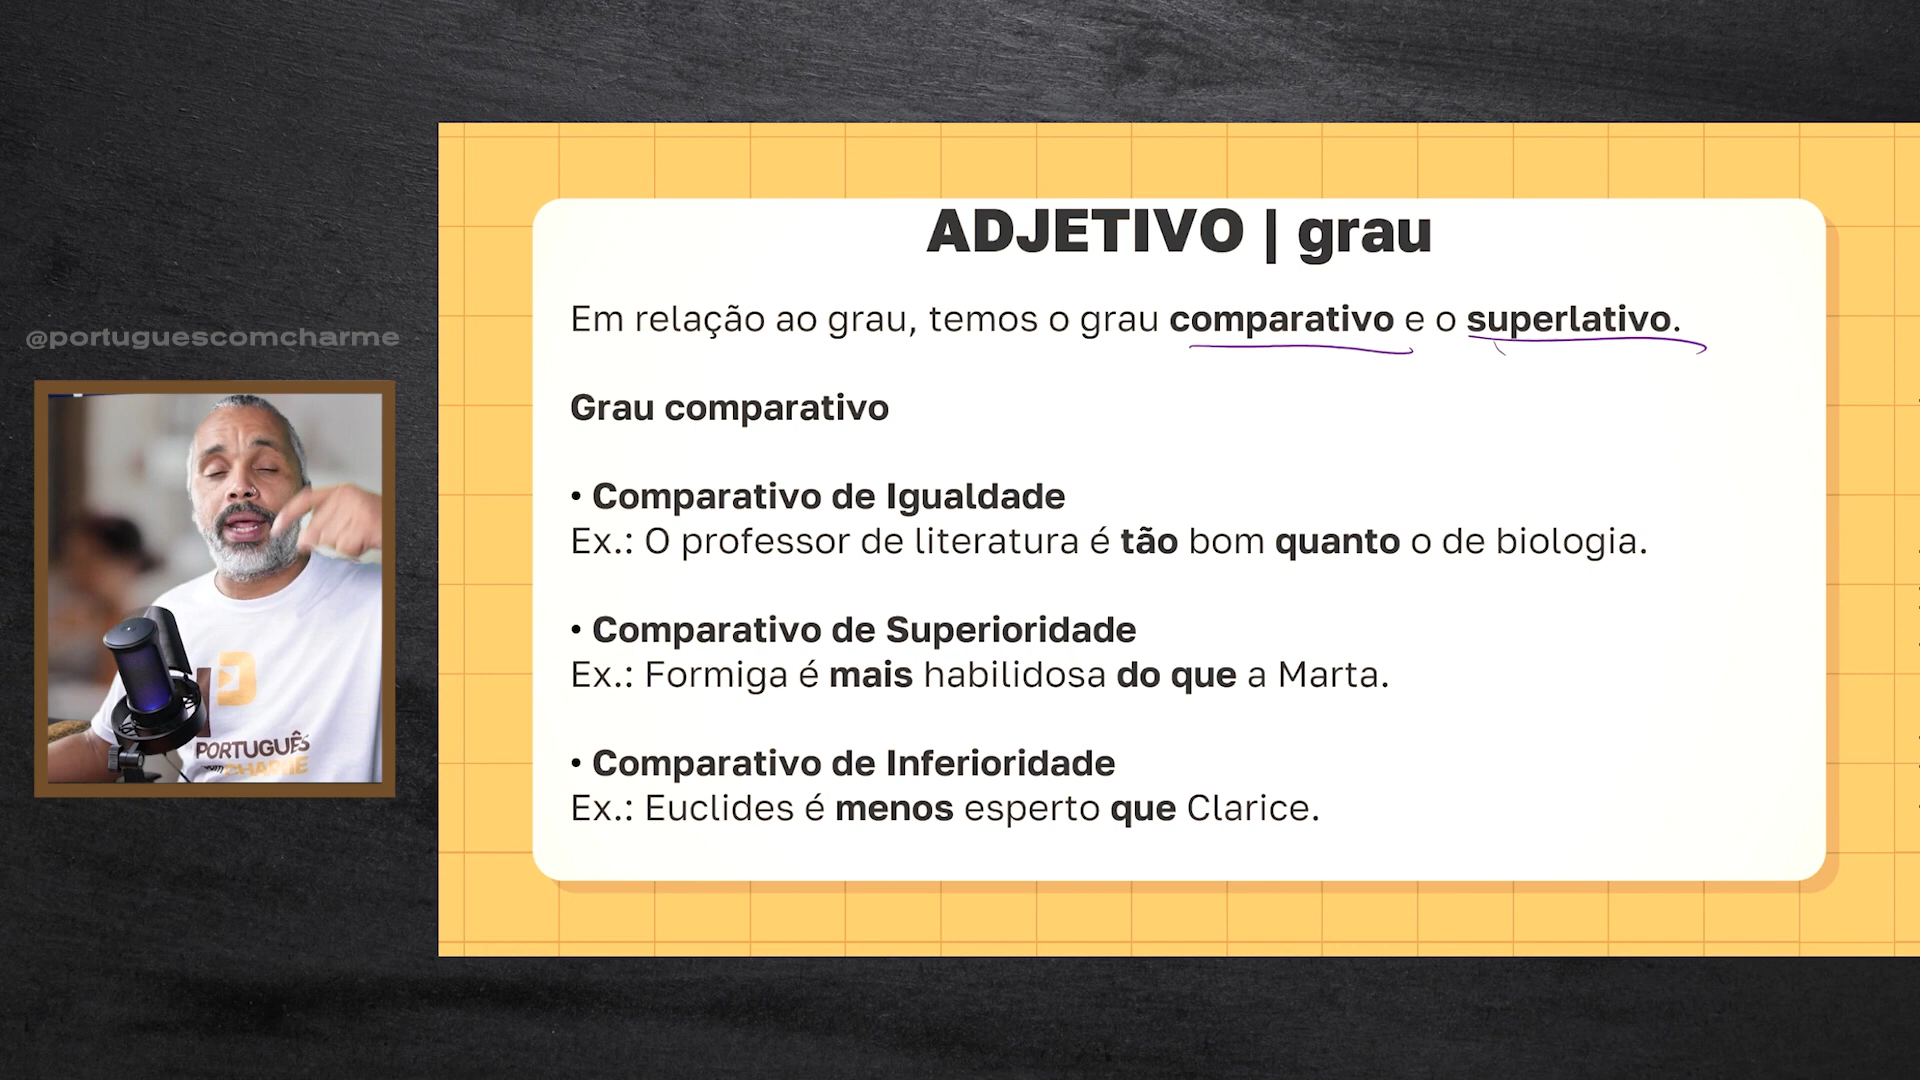 ADJETIVO | grau
Em relação ao grau, temos o grau comparativo e o superlativo.
@portuguescomcharme
Grau comparativo
• Comparativo de Igualdade
Ex.: O professor de literatura é tão bom quanto o de biologia.
• Comparativo de Superioridade
Ex.: Formiga é mais habilidosa do que a Marta.
• Comparativo de Inferioridade
Ex.: Euclides é menos esperto que Clarice.
PORTUGUÊS
CHARME